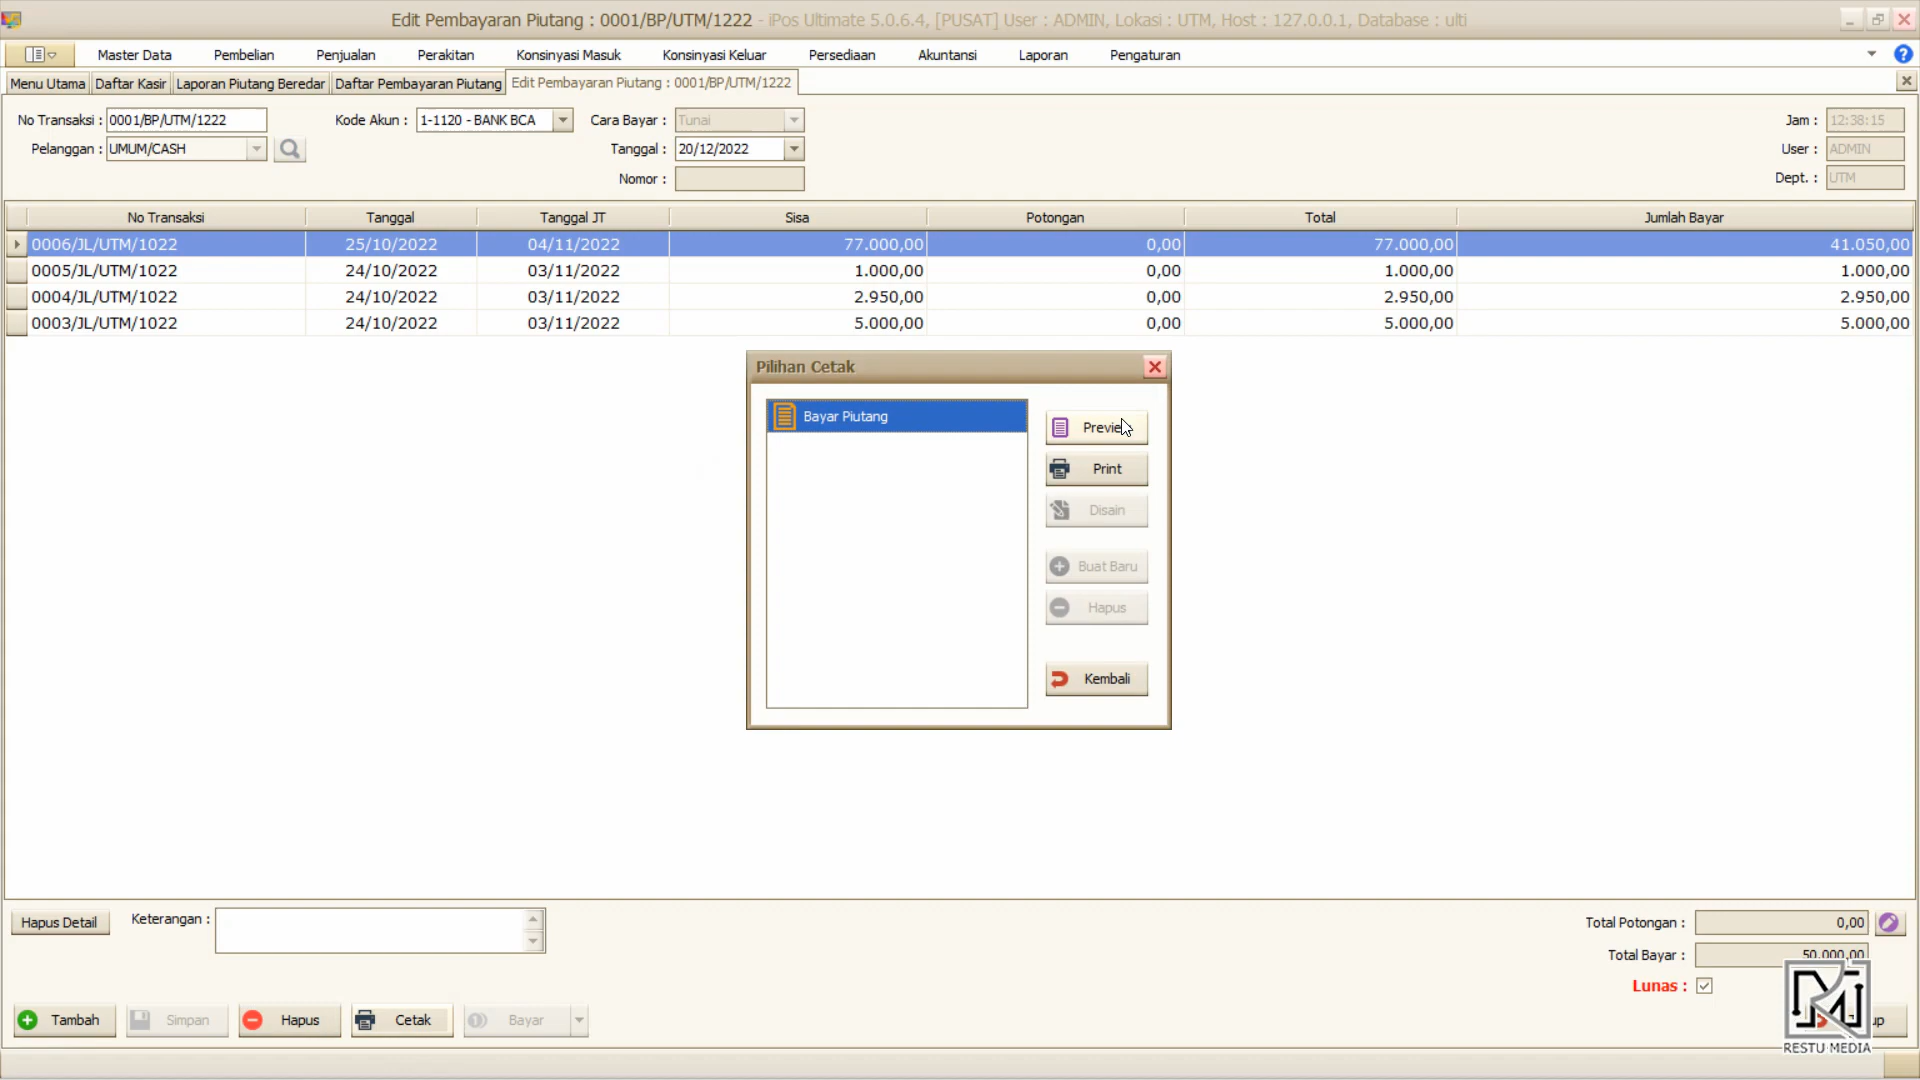 Edit Pembayaran Piutang : 0001/BP/UTM/1222 - iPos Ultimate 5.0.6.4, [PUSAT] User : ADMIN, Lokasi : UTM, Host : 127.0.0.1, Database : ulti
Master Data Pembelian Penjualan Perakitan Konsinyasi Masuk Konsinyasi Keluar Persediaan Akuntansi Laporan Pengaturan
Menu Utama Daftar Kasir Laporan Piutang Beredar Daftar Pembayaran Piutang Edit Pembayaran Piutang : 0001/BP/UTM/1222
No Transaksi : 0001/BP/UTM/1222 Kode Akun : 1-1120 - BANK BCA Cara Bayar : Tunai Jam : 12:38:15
Pelanggan : UMUM/CASH Tanggal : 20/12/2022 User : ADMIN
Nomor : Dept. : UTM
No Transaksi Tanggal Tanggal JT Sisa Potongan Total Jumlah Bayar
0006/JL/UTM/1022 25/10/2022 04/11/2022 77.000,00 0,00 77.000,00 41.050,00
0005/JL/UTM/1022 24/10/2022 03/11/2022 1.000,00 0,00 1.000,00 1.000,00
0004/JL/UTM/1022 24/10/2022 03/11/2022 2.950,00 0,00 2.950,00 2.950,00
0003/JL/UTM/1022 24/10/2022 03/11/2022 5.000,00 0,00 5.000,00 5.000,00
Pilihan Cetak
Bayar Piutang
Preview
Print
Disain
Buat Baru
Hapus
Kembali
Hapus Detail Keterangan : Total Potongan : 0,00
Total Bayar : 50.000,00
Lunas :
Tambah Simpan Hapus Cetak Bayar
RESTU MEDIA